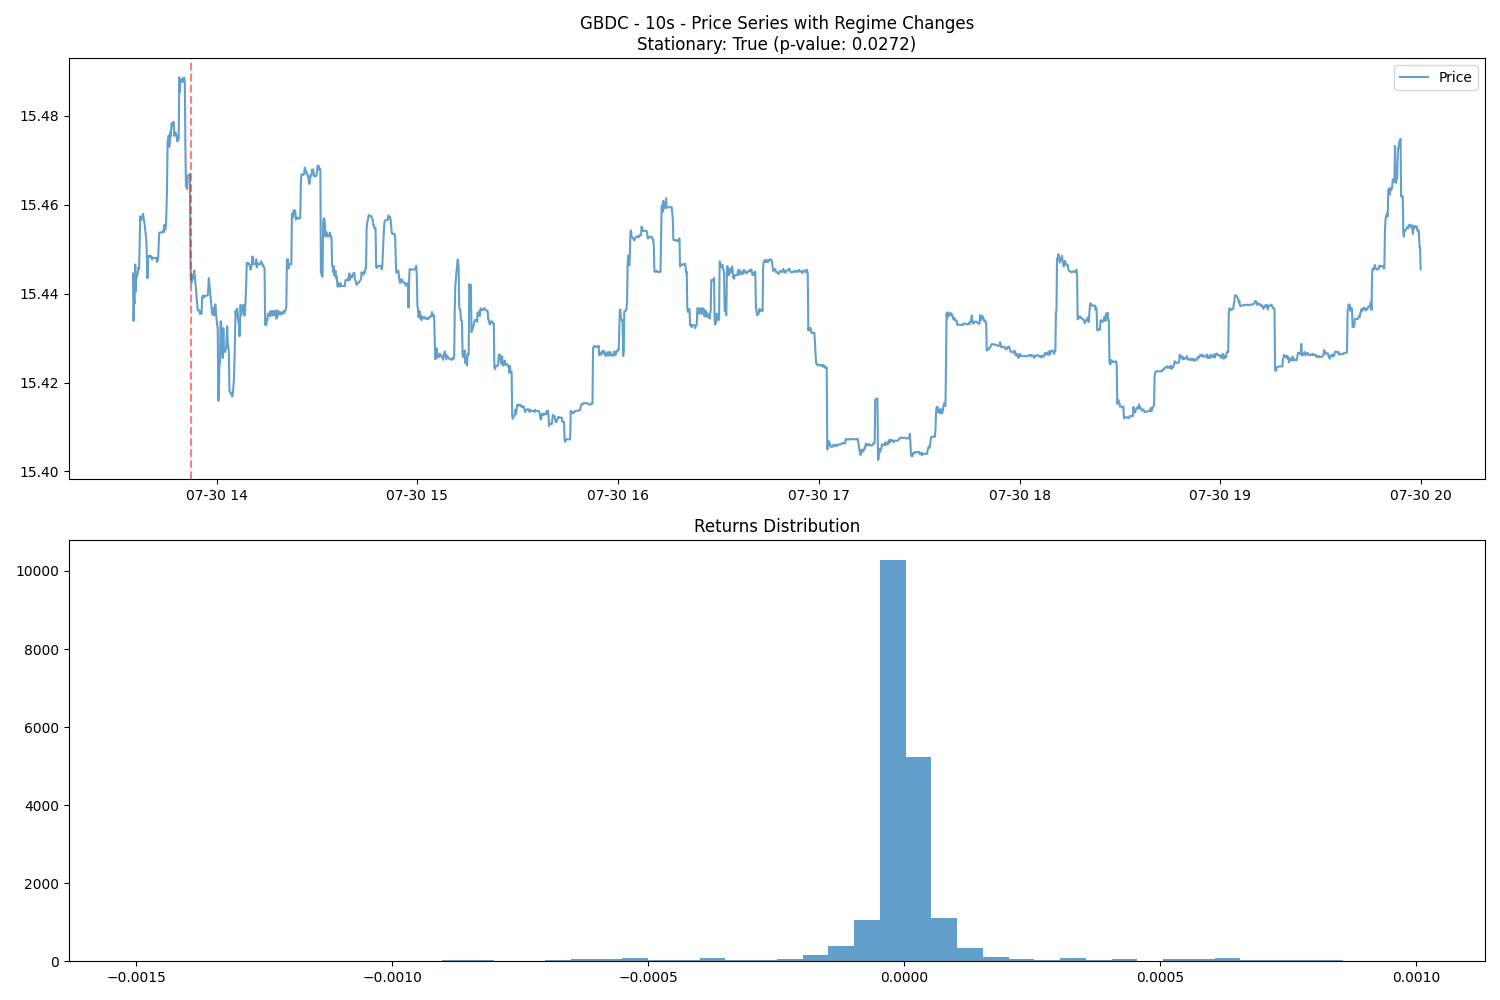 GBDC - 10s - Price Series with Regime Changes
Stationary: True (p-value: 0.0272)
Price
15.48
15.46
15.44
15.42
15.40
07-30 14 07-30 15 07-30 16 07-30 17 07-30 18 07-30 19 07-30 20
Returns Distribution
10000
8000
6000
4000
2000
0
−0.0015 −0.0010 −0.0005 0.0000 0.0005 0.0010